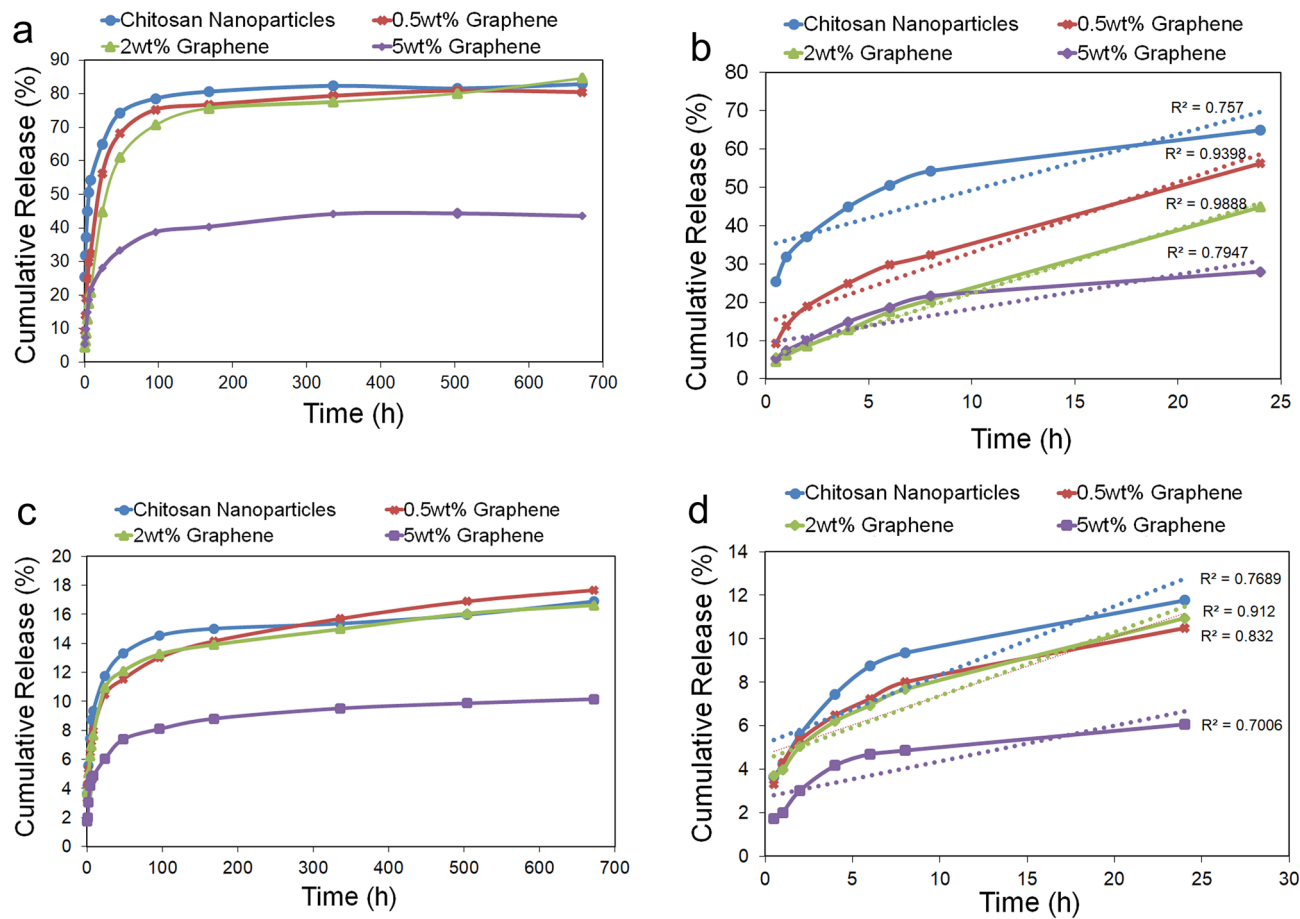 a
Chitosan Nanoparticles
0.5wt% Graphene
2wt% Graphene
5wt% Graphene
Cumulative Release (%)
90
80
70
60
50
40
30
20
10
0
0 100 200 300 400 500 600 700
Time (h)
b
Chitosan Nanoparticles
0.5wt% Graphene
2wt% Graphene
5wt% Graphene
Cumulative Release (%)
80
70
60
50
40
30
20
10
0
R² = 0.757
R² = 0.9398
R² = 0.9888
R² = 0.7947
0 5 10 15 20 25
Time (h)
c
Chitosan Nanoparticles
0.5wt% Graphene
2wt% Graphene
5wt% Graphene
Cumulative Release (%)
20
18
16
14
12
10
8
6
4
2
0
0 100 200 300 400 500 600 700
Time (h)
d
Chitosan Nanoparticles
0.5wt% Graphene
2wt% Graphene
5wt% Graphene
Cumulative Release (%)
14
12
10
8
6
4
2
0
R² = 0.7689
R² = 0.912
R² = 0.832
R² = 0.7006
0 5 10 15 20 25 30
Time (h)